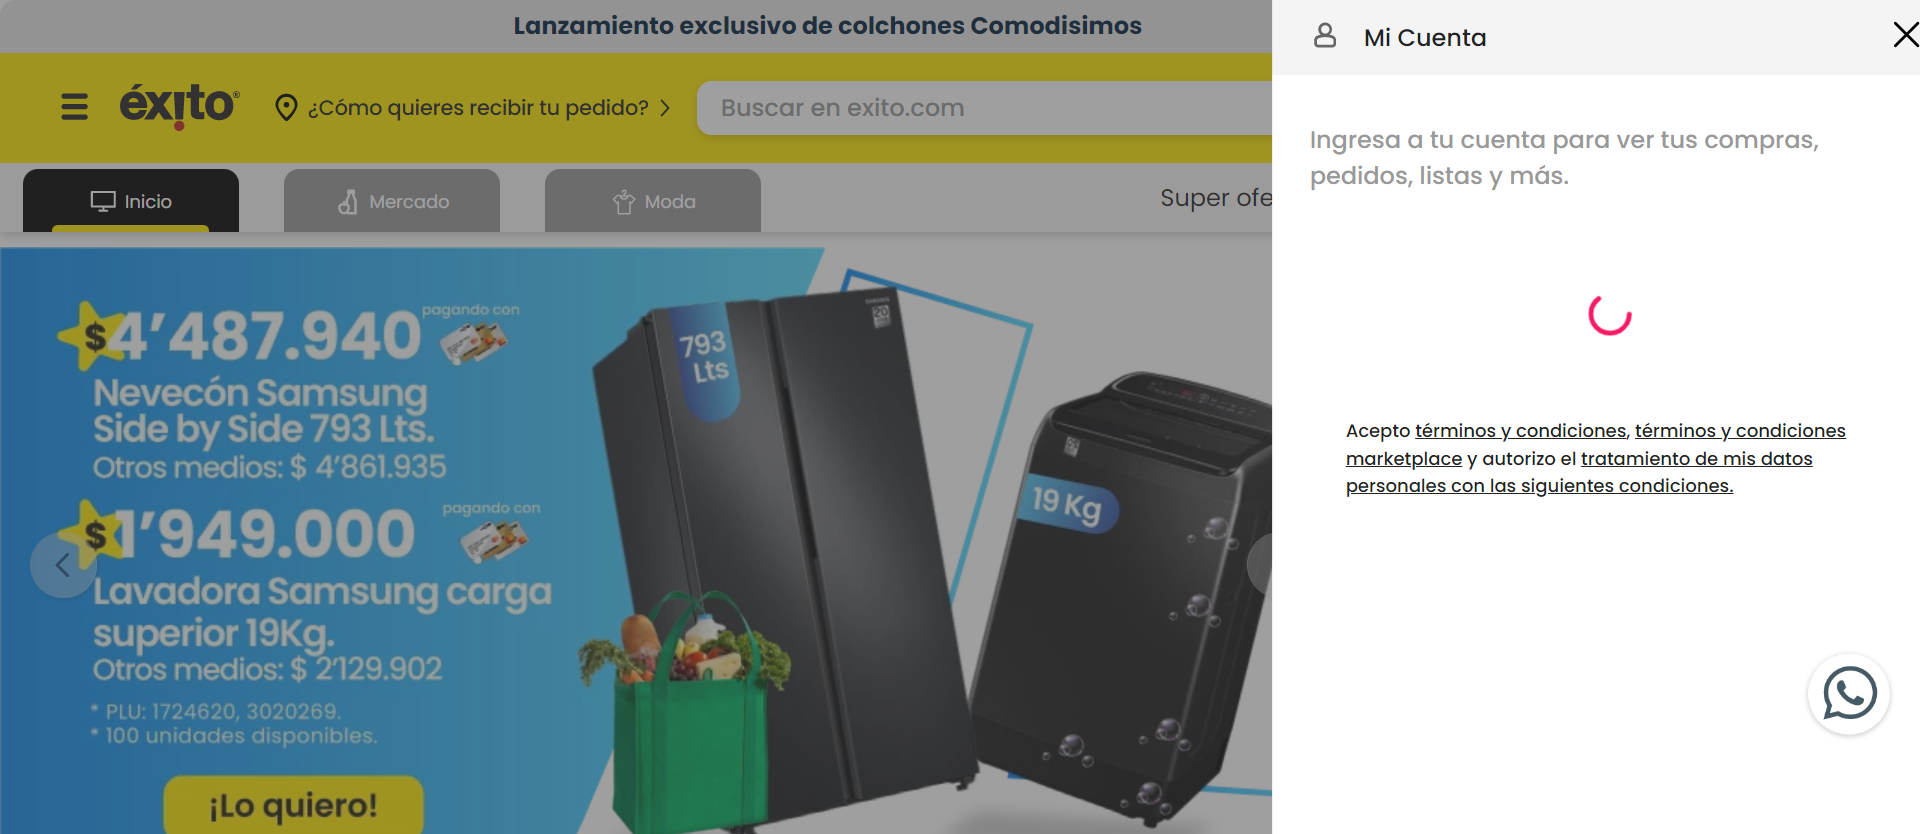 Lanzamiento exclusivo de colchones Comodisimos
éxito
¿Cómo quieres recibir tu pedido?
Buscar en exito.com
Inicio
Mercado
Moda
Super ofe
$4'487.940
pagando con
Nevecón Samsung
Side by Side 793 Lts.
Otros medios: $ 4'861.935
$1'949.000
pagando con
Lavadora Samsung carga
superior 19Kg.
Otros medios: $ 2'129.902
* PLU: 1724620, 3020269.
* 100 unidades disponibles.
¡Lo quiero!
793
Lts
19 Kg
Mi Cuenta
Ingresa a tu cuenta para ver tus compras,
pedidos, listas y más.
Acepto términos y condiciones, términos y condiciones
marketplace y autorizo el tratamiento de mis datos
personales con las siguientes condiciones.